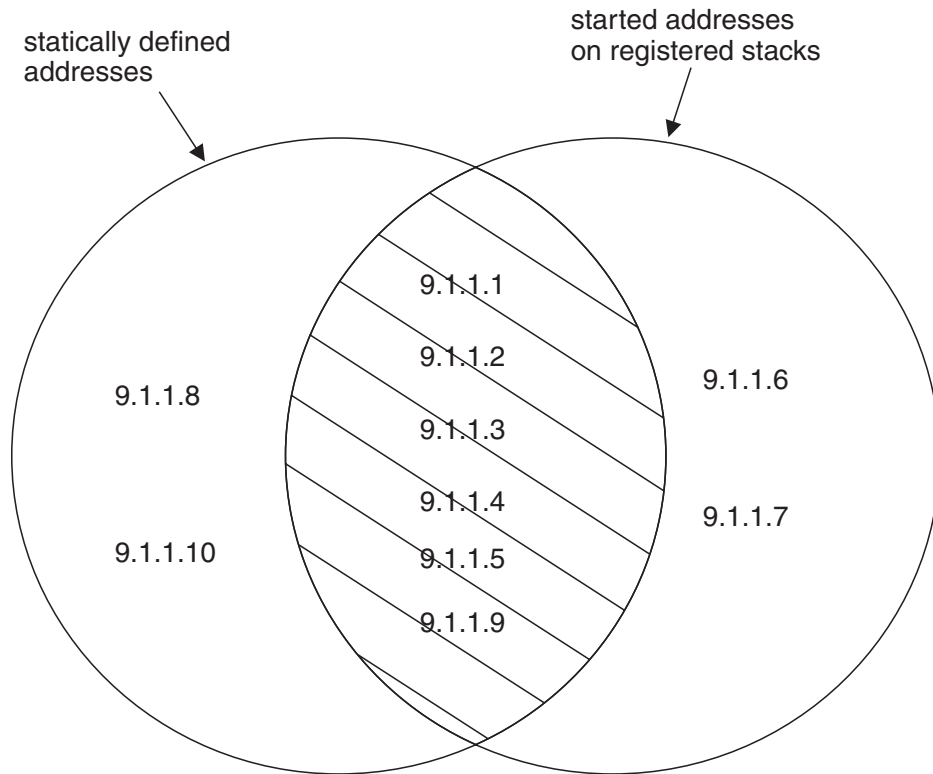 statically defined
addresses
started addresses
on registered stacks
9.1.1.8
9.1.1.10
9.1.1.1
9.1.1.2
9.1.1.3
9.1.1.4
9.1.1.5
9.1.1.9
9.1.1.6
9.1.1.7